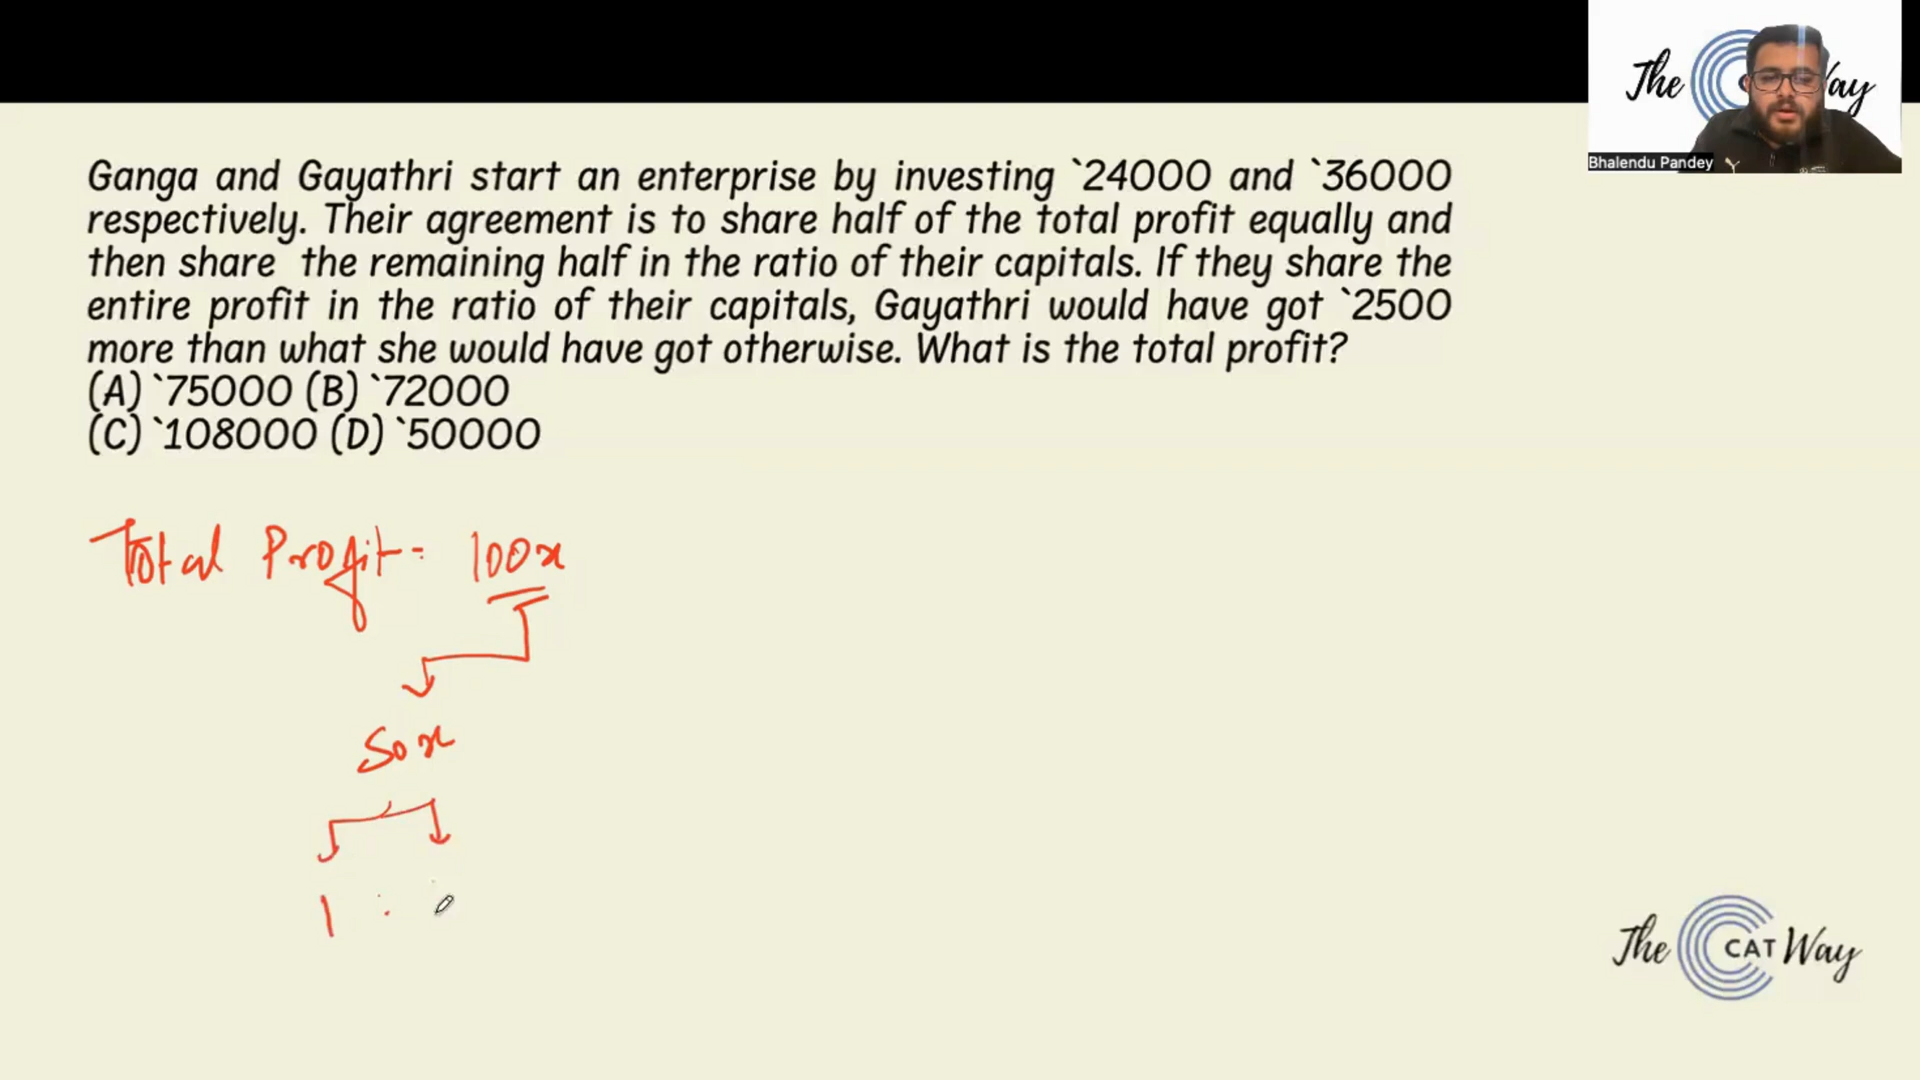 The CAT Way
Bhalendu Pandey
Ganga and Gayathri start an enterprise by investing `24000 and `36000
respectively. Their agreement is to share half of the total profit equally and
then share the remaining half in the ratio of their capitals. If they share the
entire profit in the ratio of their capitals, Gayathri would have got `2500
more than what she would have got otherwise. What is the total profit?
(A) `75000 (B) `72000
(C) `108000 (D) `50000
Total Profit = 100x
50x
1 :
The CAT Way